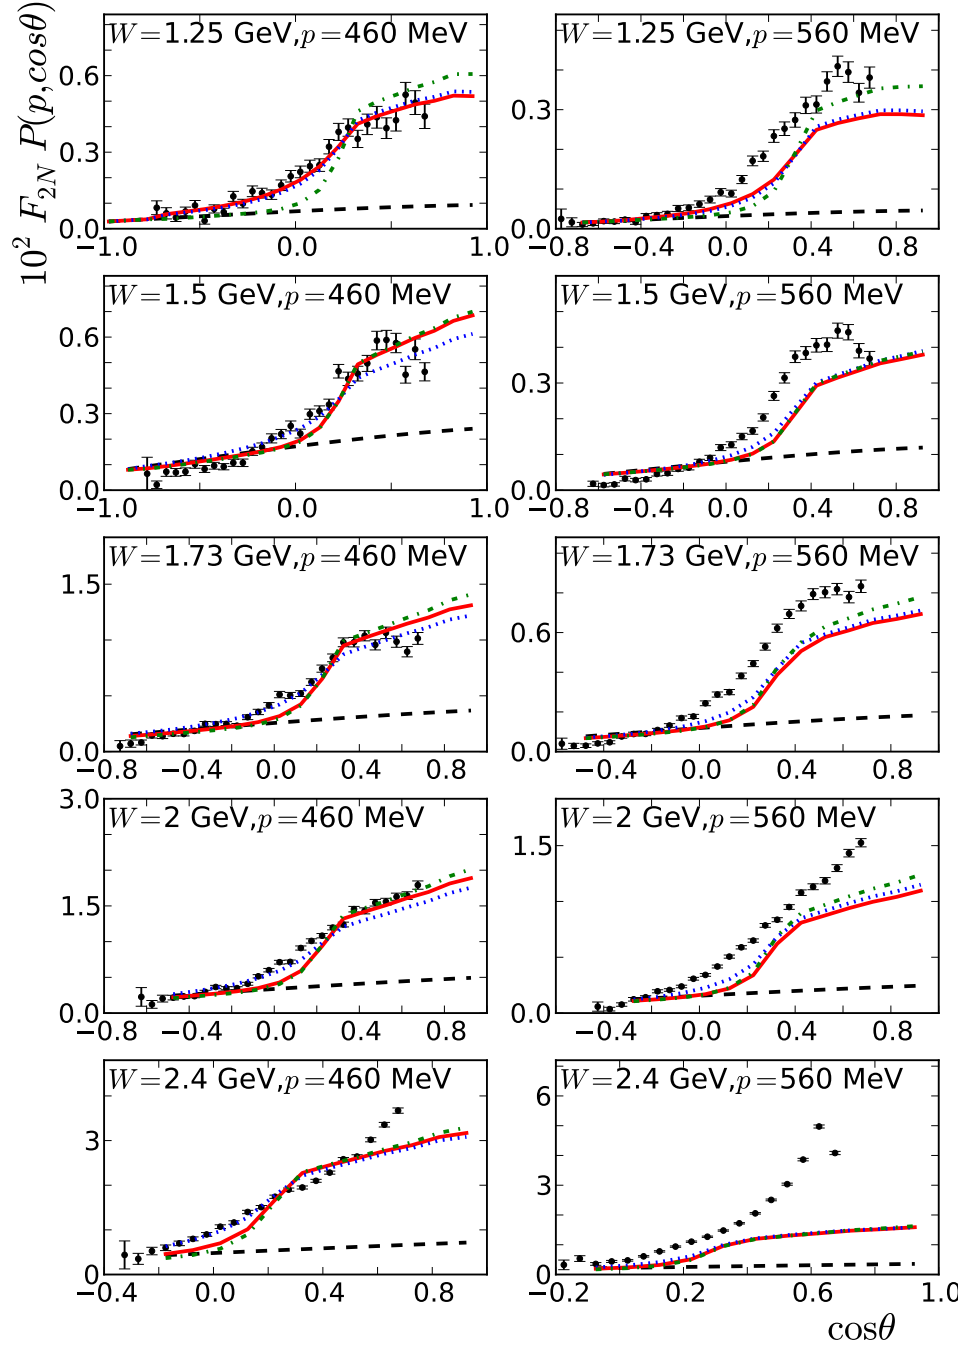 10² F₂N P(p,cosθ)
W=1.25 GeV,p=460 MeV
0.6
0.3
0.0
−1.0 0.0 1.0
W=1.25 GeV,p=560 MeV
0.3
0.0
−0.8 −0.4 0.0 0.4 0.8
W=1.5 GeV,p=460 MeV
0.6
0.3
0.0
−1.0 0.0 1.0
W=1.5 GeV,p=560 MeV
0.3
0.0
−0.8 −0.4 0.0 0.4 0.8
W=1.73 GeV,p=460 MeV
1.5
0.0
−0.8 −0.4 0.0 0.4 0.8
W=1.73 GeV,p=560 MeV
0.6
0.0
−0.4 0.0 0.4 0.8
W=2 GeV,p=460 MeV
3.0
1.5
0.0
−0.8 −0.4 0.0 0.4 0.8
W=2 GeV,p=560 MeV
1.5
0.0
−0.4 0.0 0.4 0.8
W=2.4 GeV,p=460 MeV
3
0
−0.4 0.0 0.4 0.8
W=2.4 GeV,p=560 MeV
6
3
0
−0.2 0.2 0.6 1.0
cosθ